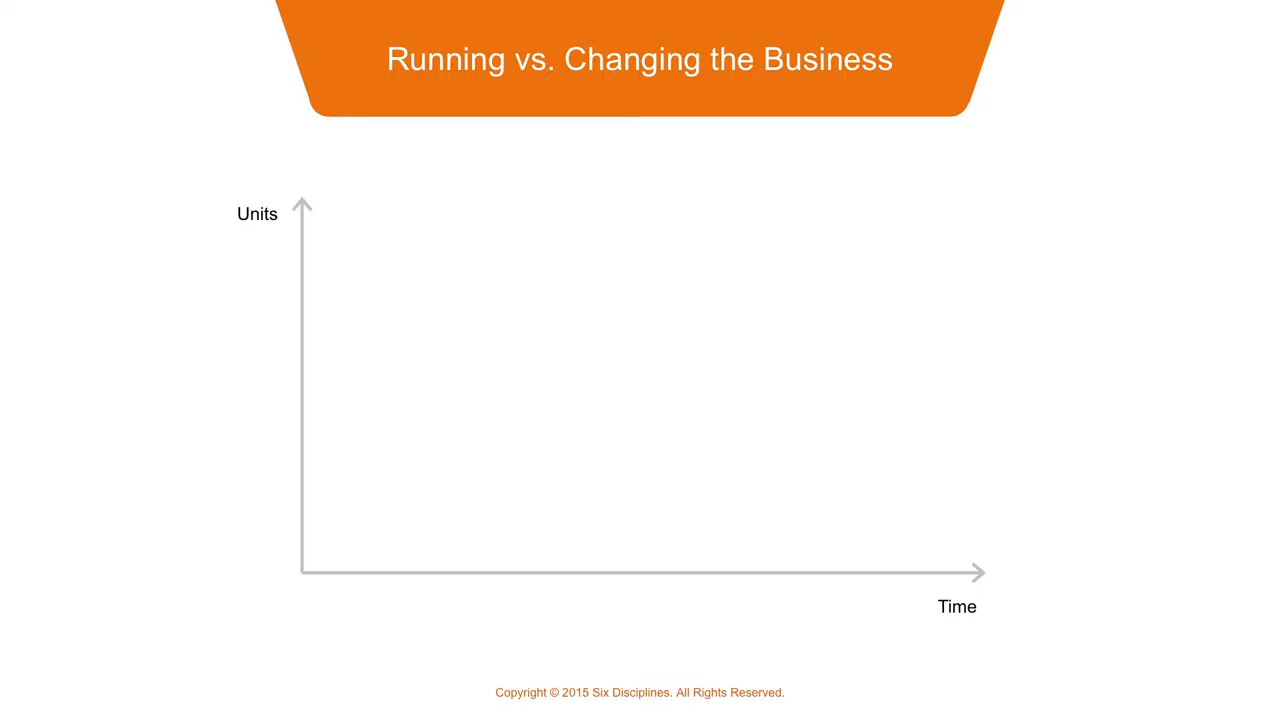 Running vs. Changing the Business
Units
Time
Copyright © 2015 Six Disciplines. All Rights Reserved.